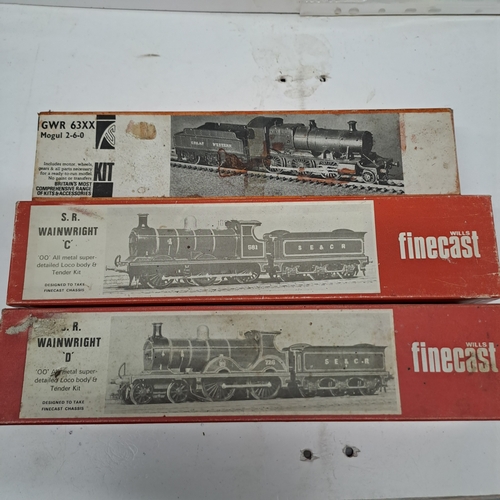 GWR 63XX
Mogul 2-6-0
Includes motor, wheels,
gears & all parts necessary
for a ready-to-run model.
No paint or transfers
BRITAIN'S MOST
COMPREHENSIVE RANGE
OF KITS & ACCESSORIES
KIT
GREAT WESTERN
S. R.
WAINWRIGHT
'C'
'OO' All metal super-
detailed Loco body &
Tender Kit
DESIGNED TO TAKE
FINECAST CHASSIS
S E & C R
WILLS
finecast
S. R.
WAINWRIGHT
'D'
'OO' All metal super-
detailed Loco body &
Tender Kit
DESIGNED TO TAKE
FINECAST CHASSIS
S E & C R
WILLS
finecast